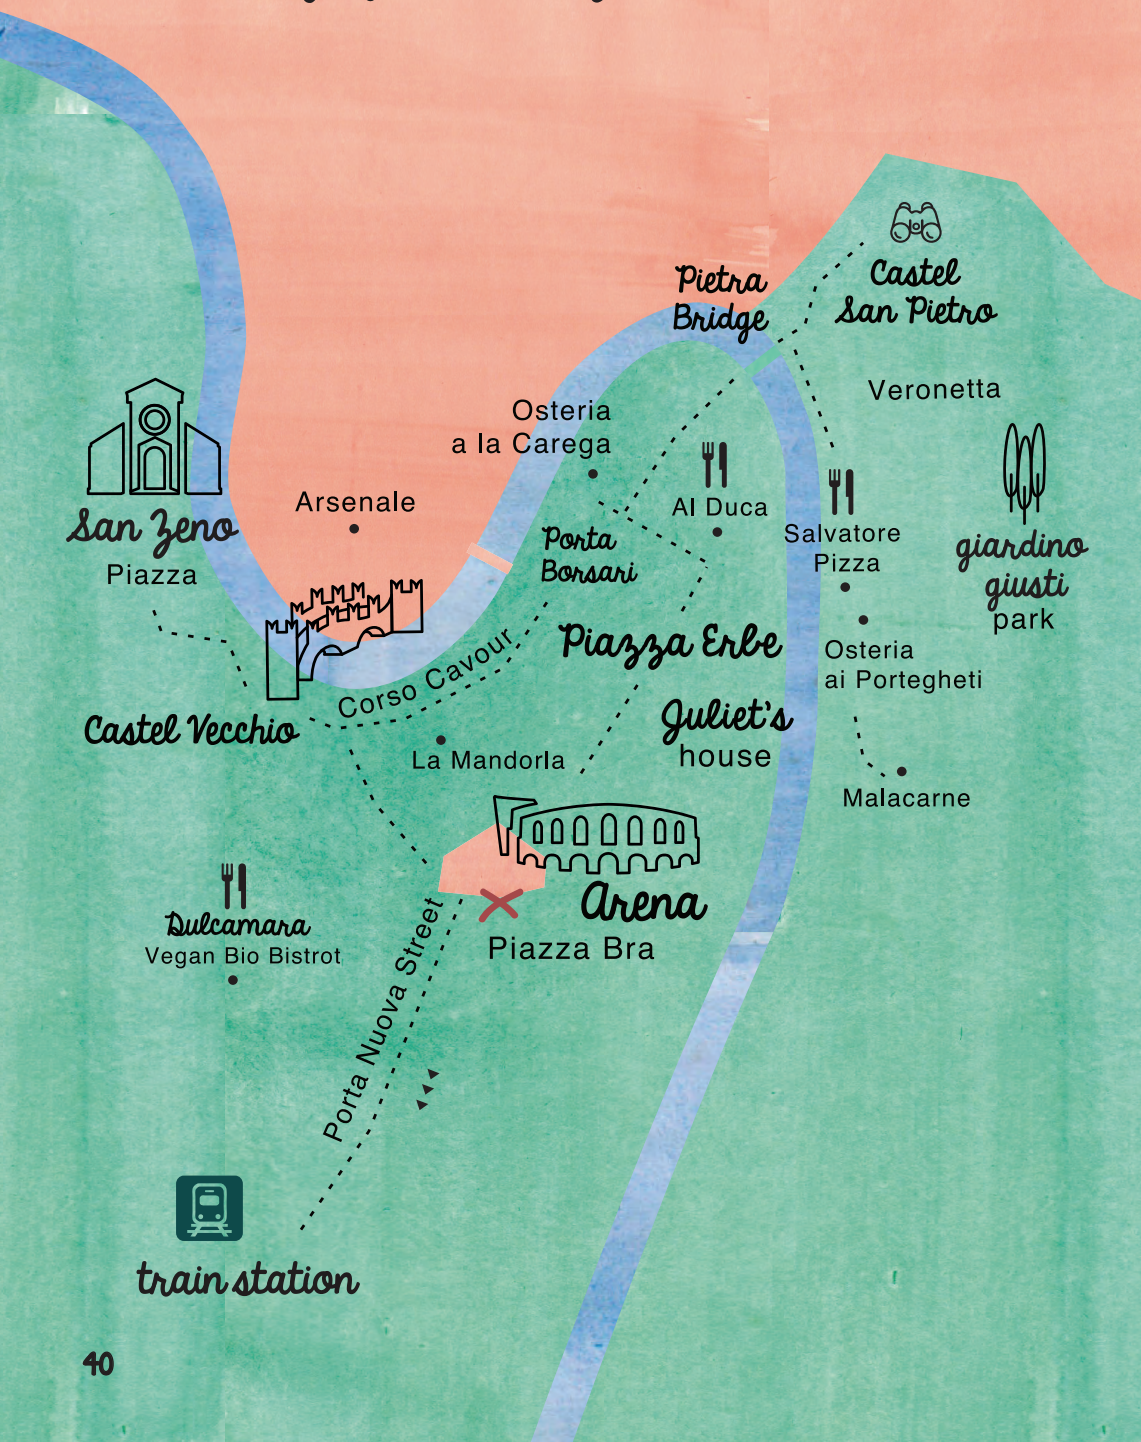 Castel
San Pietro
Pietra
Bridge
Veronetta
Osteria
a la Carega
Arsenale
Al Duca
San Zeno
Piazza
Porta
Borsari
Salvatore
Pizza
giardino
giusti
park
Piazza Erbe
Corso Cavour
Osteria
ai Portegheti
Castel Vecchio
Juliet's
house
La Mandorla
Malacarne
Arena
Piazza Bra
Dulcamara
Vegan Bio Bistrot
Porta Nuova Street
train station
40